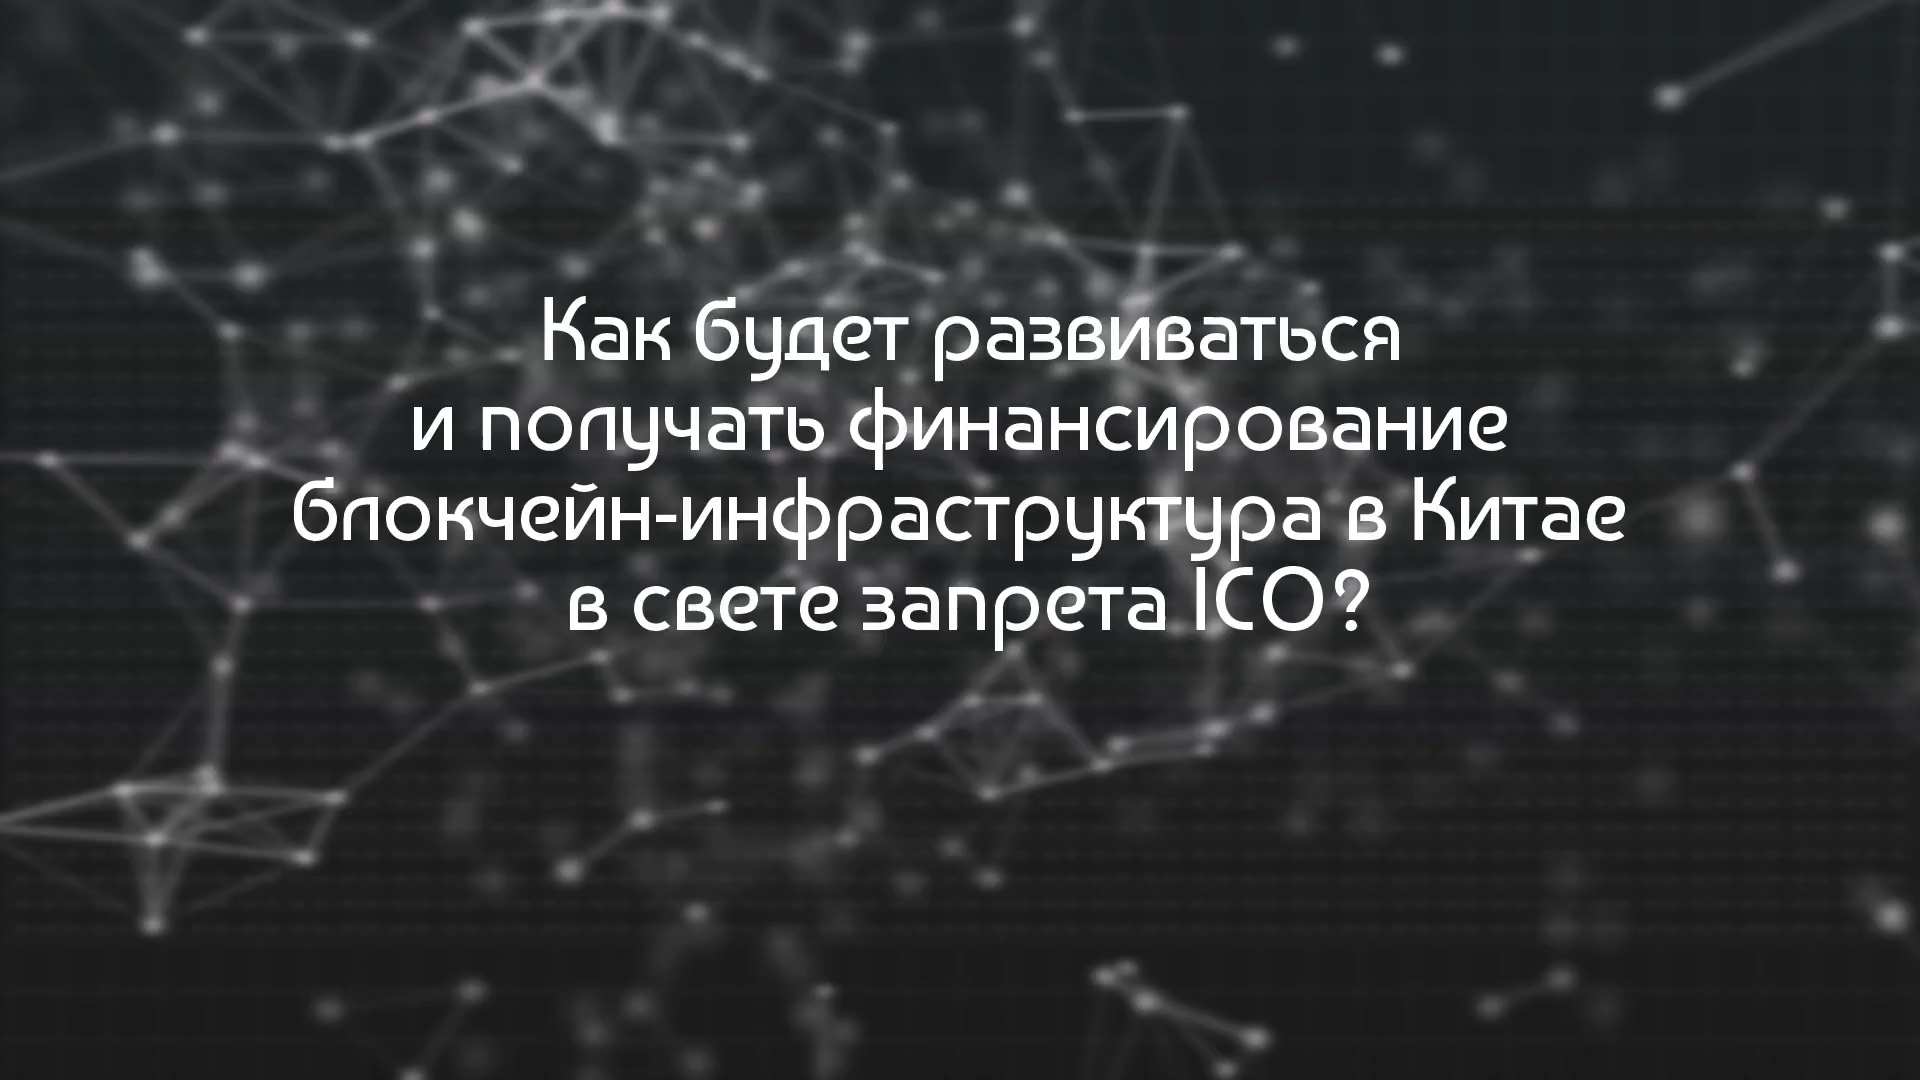 Как будет развиваться
и получать финансирование
блокчейн-инфраструктура в Китае
в свете запрета ICO?